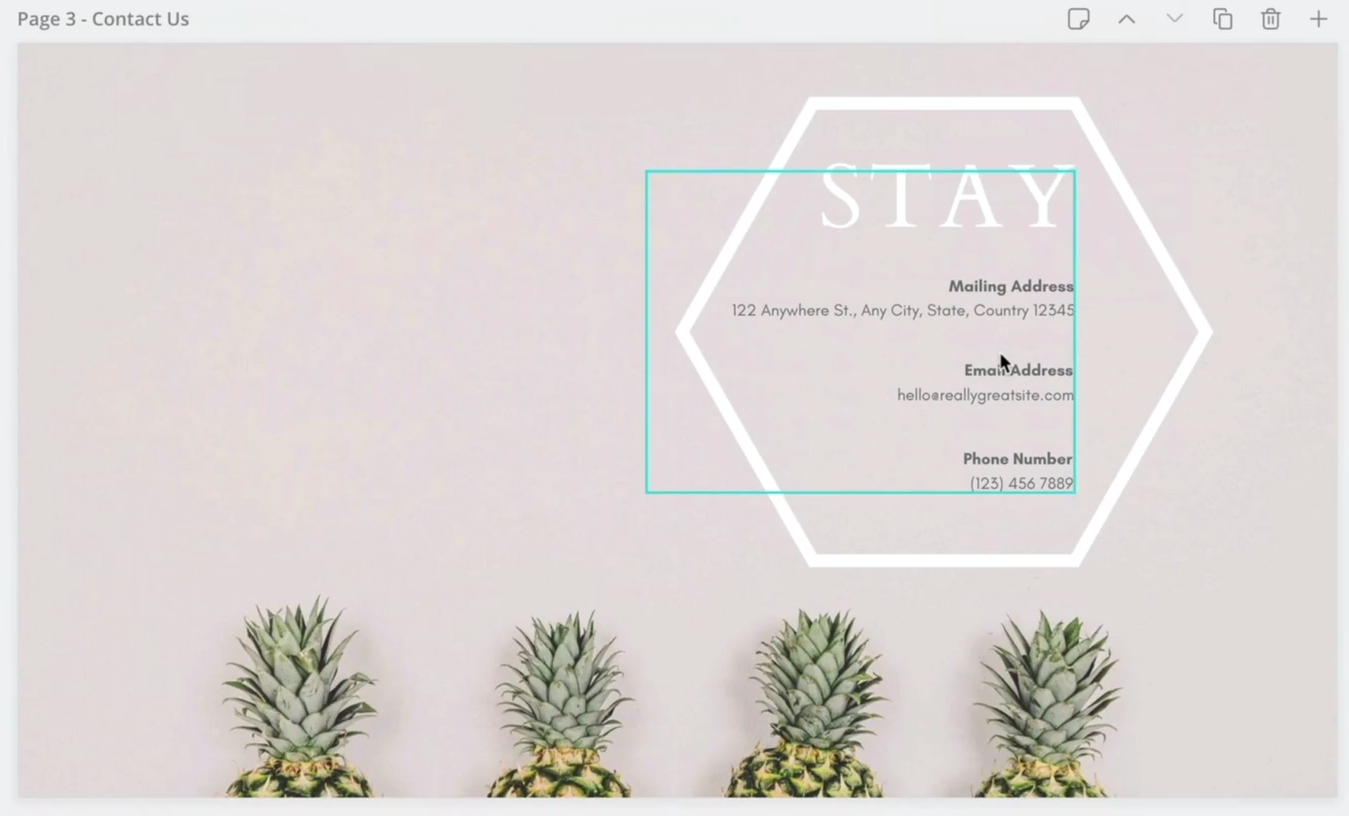 Page 3 - Contact Us
STAY
Mailing Address
122 Anywhere St., Any City, State, Country 12345
Email Address
hello@reallygreatsite.com
Phone Number
(123) 456 7889